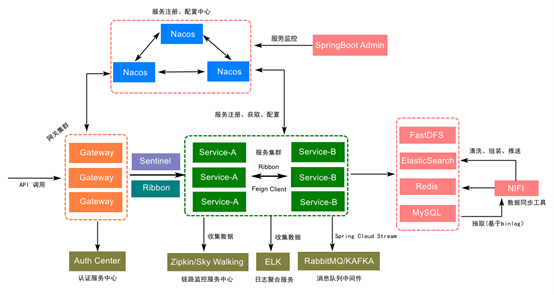 服务注册、配置中心
Nacos
Nacos
Nacos
服务监控
SpringBoot Admin
服务注册、获取、配置
网关集群
Gateway
Gateway
Gateway
API 调用
Sentinel
Ribbon
Service-A
Service-A
Service-A
服务集群
Ribbon
Feign Client
Service-B
Service-B
Service-B
FastDFS
ElasticSearch
Redis
MySQL
清洗、组装、推送
NIFI
数据同步工具
抽取(基于binlog)
收集数据
收集数据
Spring Cloud Stream
Auth Center
认证服务中心
Zipkin/Sky Walking
链路监控服务中心
ELK
日志聚合服务
RabbitMQ/KAFKA
消息队列中间件